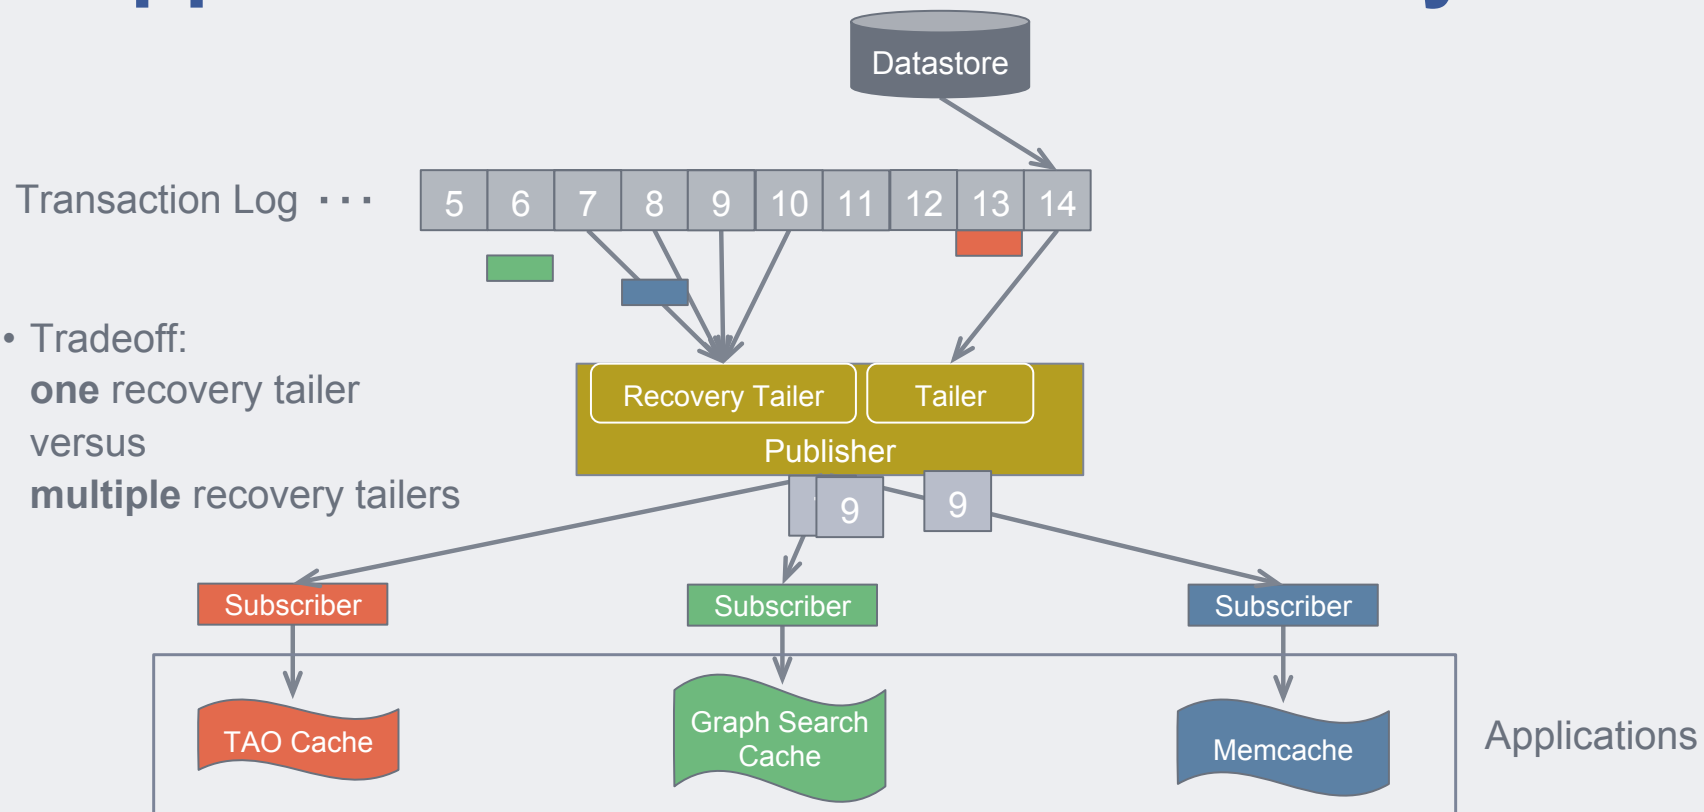 Datastore
Transaction Log ···
5 6 7 8 9 10 11 12 13 14
• Tradeoff:
one recovery tailer
versus
multiple recovery tailers
Recovery Tailer
Tailer
Publisher
9
9
Subscriber
Subscriber
Subscriber
TAO Cache
Graph Search
Cache
Memcache
Applications